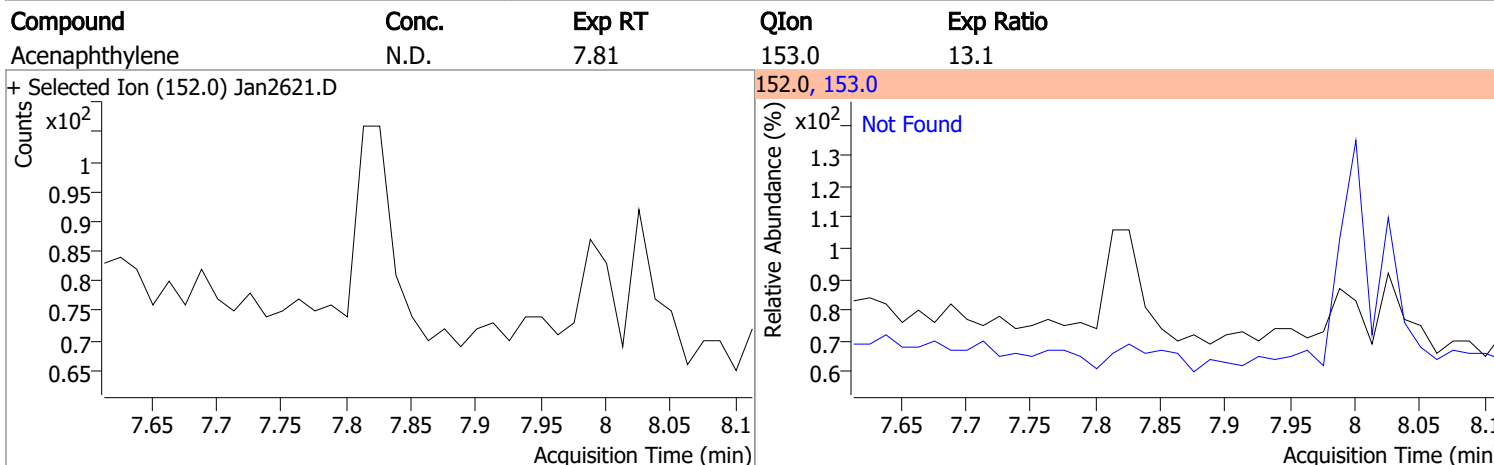 Compound Conc. Exp RT QIon Exp Ratio
Acenaphthylene N.D. 7.81 153.0 13.1
+ Selected Ion (152.0) Jan2621.D
Counts
x10²
1
0.95
0.9
0.85
0.8
0.75
0.7
0.65
7.65 7.7 7.75 7.8 7.85 7.9 7.95 8 8.05 8.1
Acquisition Time (min)
152.0, 153.0
Relative Abundance (%)
x10²
Not Found
1.3
1.2
1.1
1
0.9
0.8
0.7
0.6
7.65 7.7 7.75 7.8 7.85 7.9 7.95 8 8.05 8.1
Acquisition Time (min